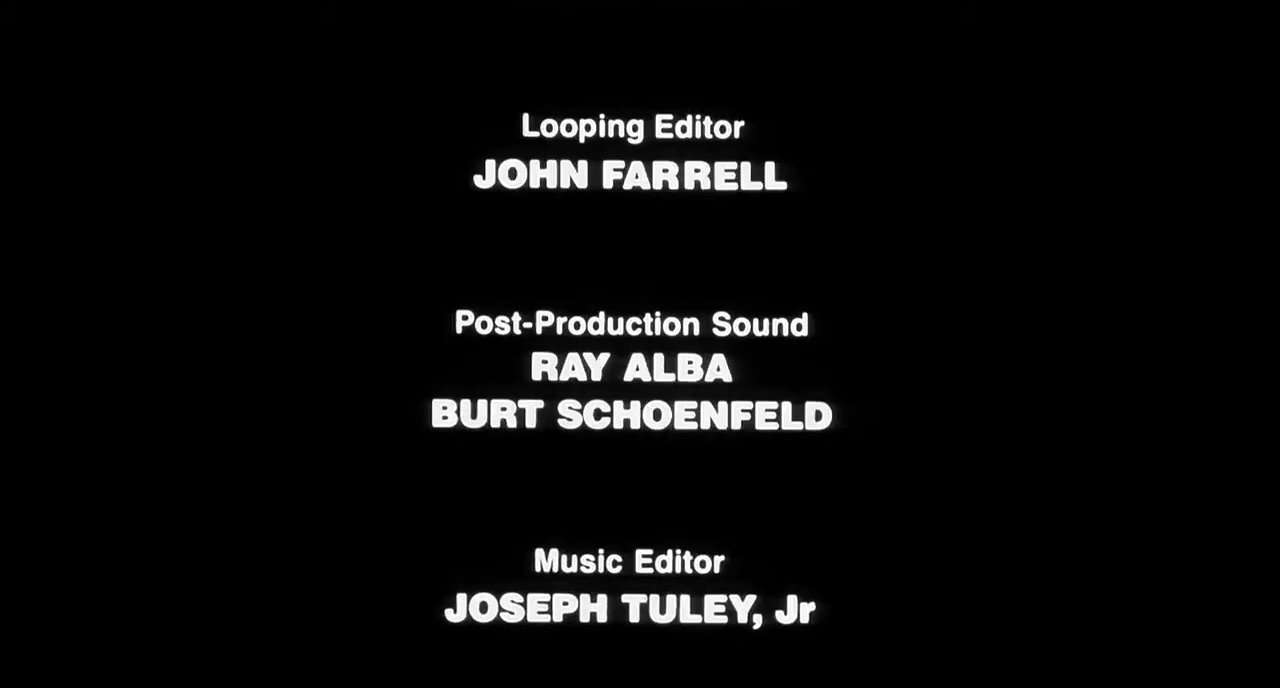 Looping Editor
JOHN FARRELL
Post-Production Sound
RAY ALBA
BURT SCHOENFELD
Music Editor
JOSEPH TULEY, Jr